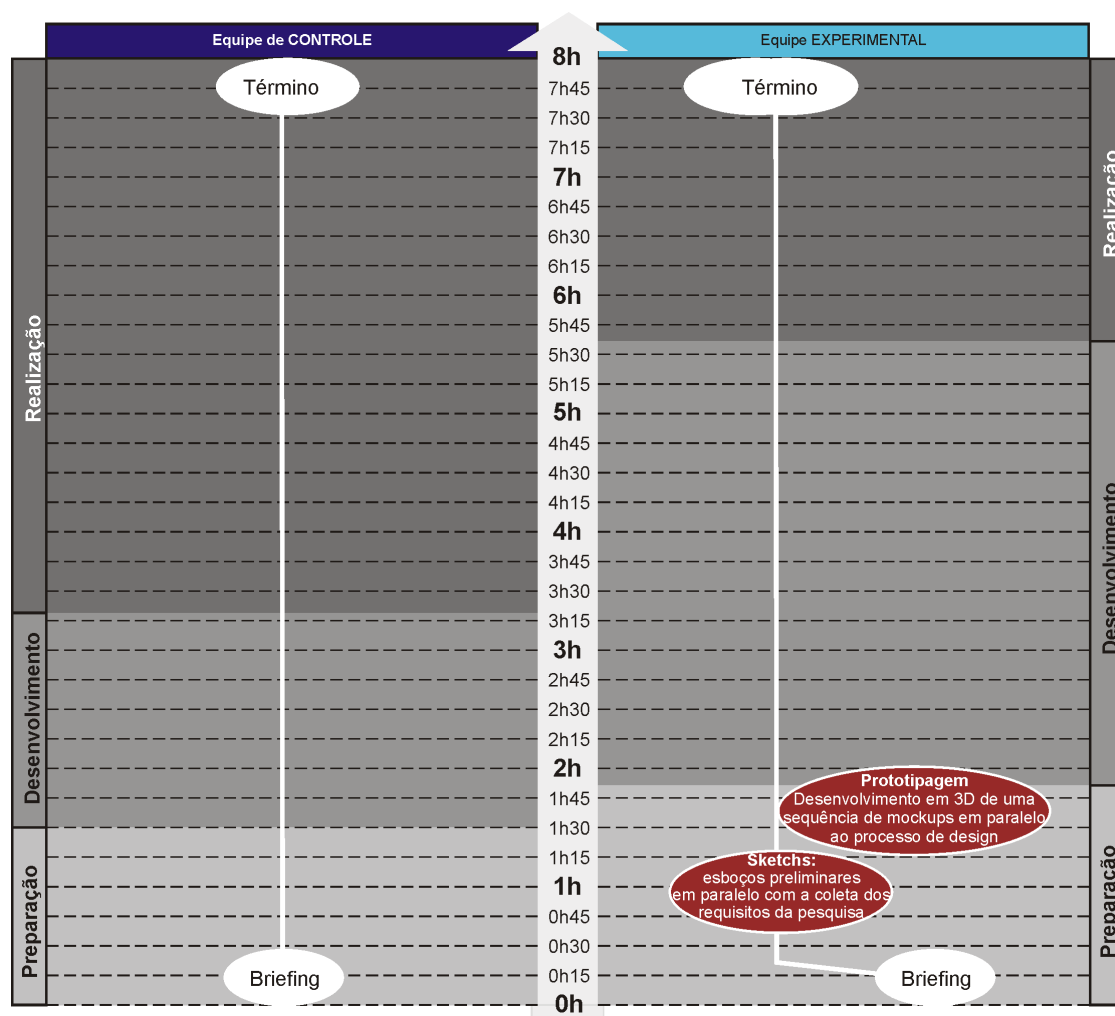 Equipe de CONTROLE
Equipe EXPERIMENTAL
Realização
Desenvolvimento
Preparação
Término
Briefing
8h
7h45
7h30
7h15
7h
6h45
6h30
6h15
6h
5h45
5h30
5h15
5h
4h45
4h30
4h15
4h
3h45
3h30
3h15
3h
2h45
2h30
2h15
2h
1h45
1h30
1h15
1h
0h45
0h30
0h15
0h
Término
Prototipagem
Desenvolvimento em 3D de uma
sequência de mockups em paralelo
ao processo de design
Sketchs:
esboços preliminares
em paralelo com a coleta dos
requisitos da pesquisa
Briefing
Realização
Desenvolvimento
Preparação